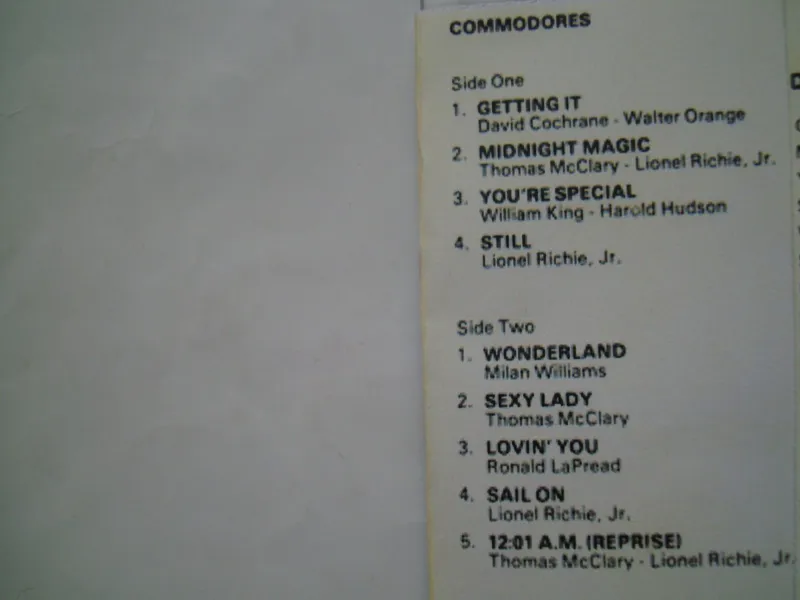 COMMODORES
Side One
1. GETTING IT
David Cochrane - Walter Orange
2. MIDNIGHT MAGIC
Thomas McClary - Lionel Richie, Jr.
3. YOU'RE SPECIAL
William King - Harold Hudson
4. STILL
Lionel Richie, Jr.
Side Two
1. WONDERLAND
Milan Williams
2. SEXY LADY
Thomas McClary
3. LOVIN' YOU
Ronald LaPread
4. SAIL ON
Lionel Richie, Jr.
5. 12:01 A.M. (REPRISE)
Thomas McClary - Lionel Richie, Jr.